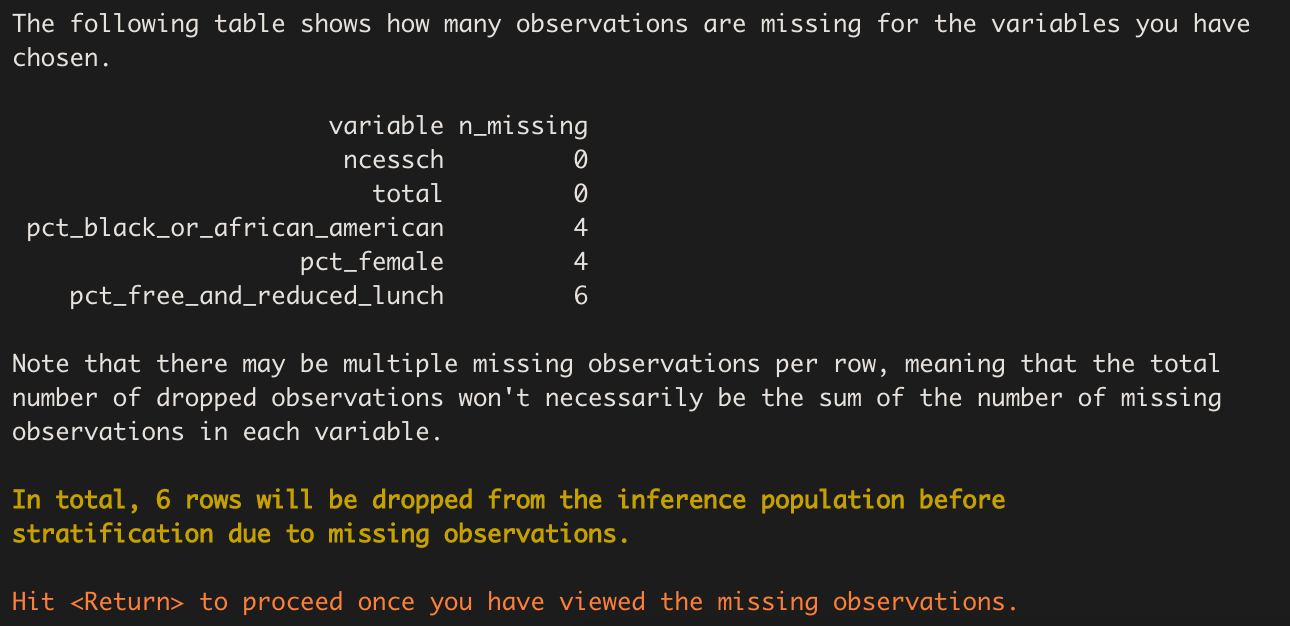 The following table shows how many observations are missing for the variables you have
chosen.
variable n_missing
ncessch 0
total 0
pct_black_or_african_american 4
pct_female 4
pct_free_and_reduced_lunch 6
Note that there may be multiple missing observations per row, meaning that the total
number of dropped observations won't necessarily be the sum of the number of missing
observations in each variable.
In total, 6 rows will be dropped from the inference population before
stratification due to missing observations.
Hit <Return> to proceed once you have viewed the missing observations.